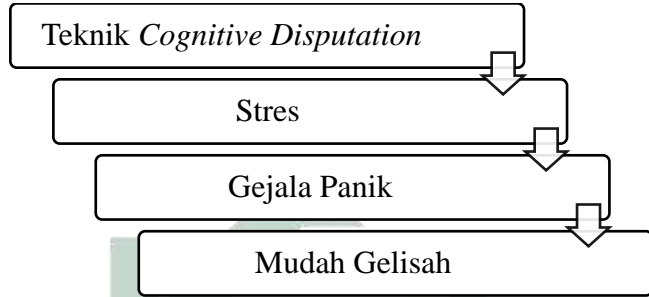 Teknik Cognitive Disputation
Stres
Gejala Panik
Mudah Gelisah